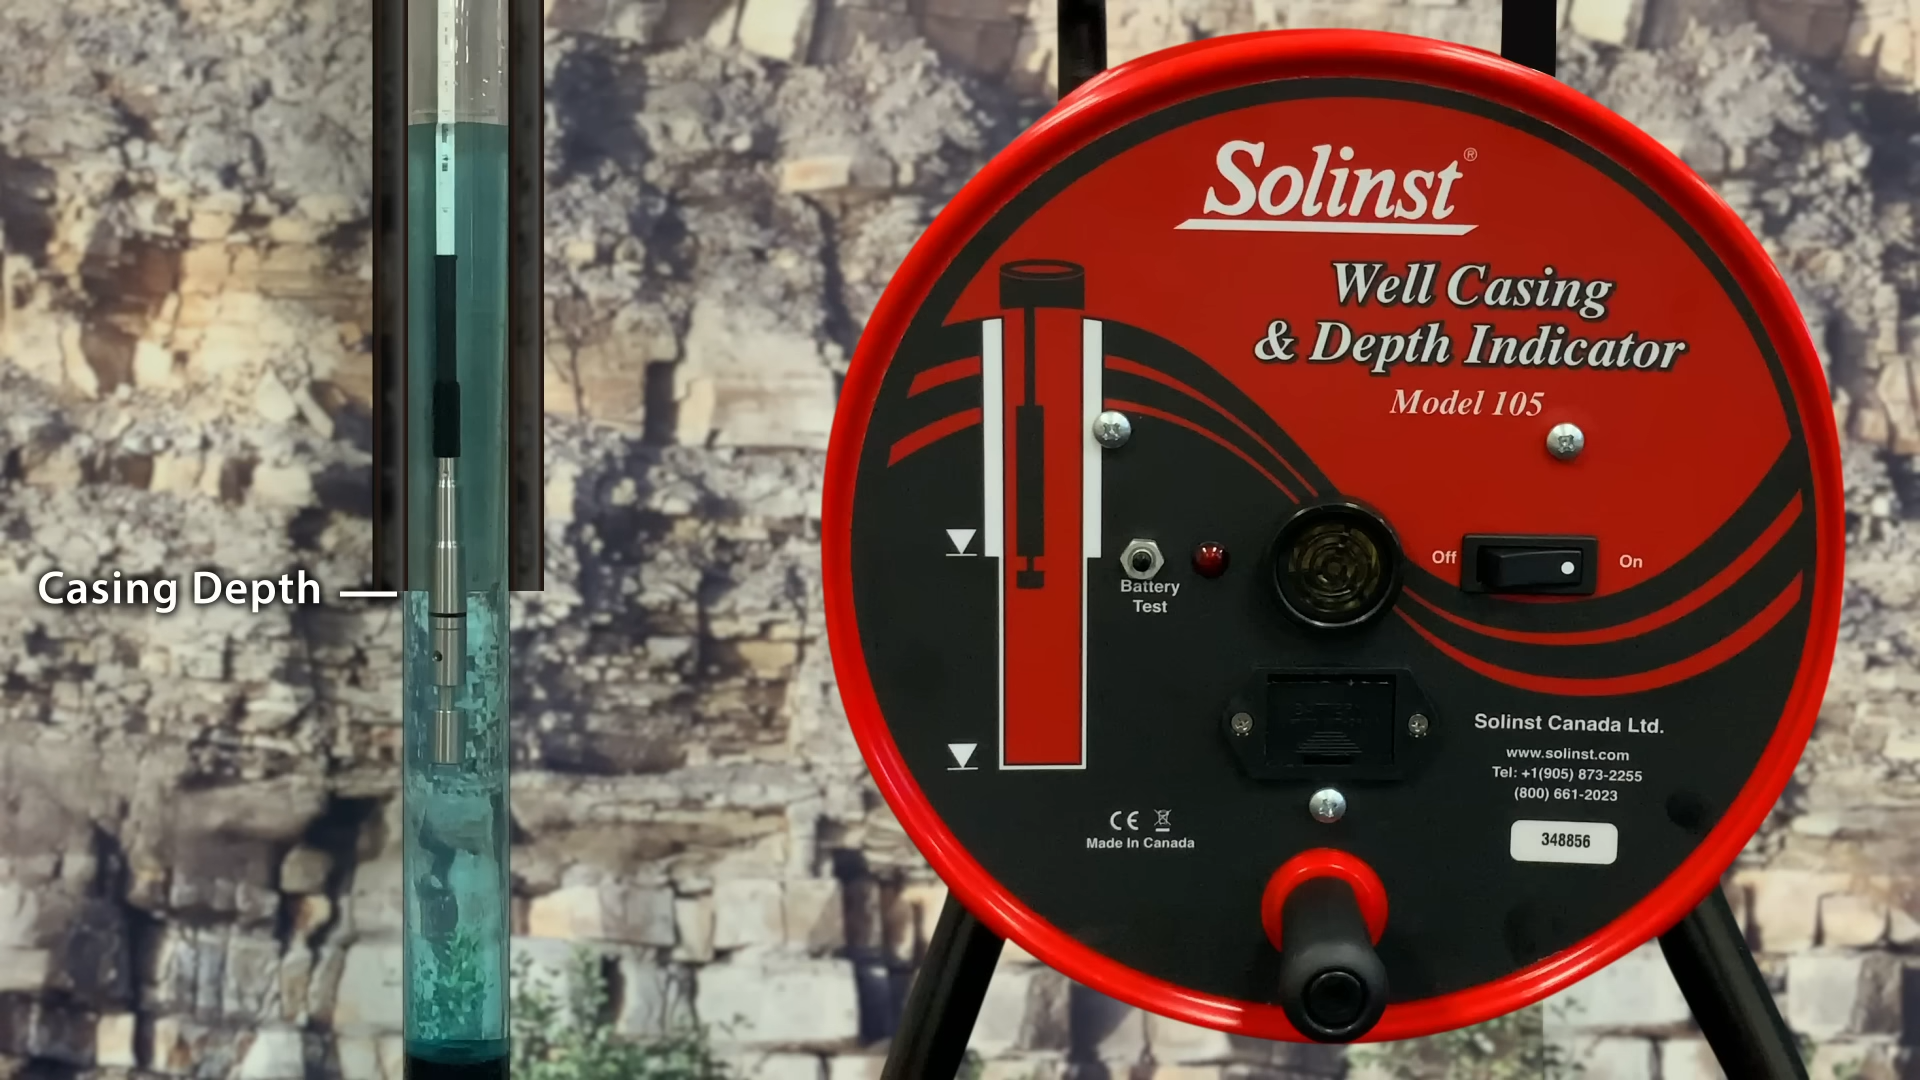 Casing Depth
Solinst®
Well Casing
& Depth Indicator
Model 105
Off
On
Battery
Test
Solinst Canada Ltd.
www.solinst.com
Tel: +1(905) 873-2255
(800) 661-2023
CE
Made In Canada
348856